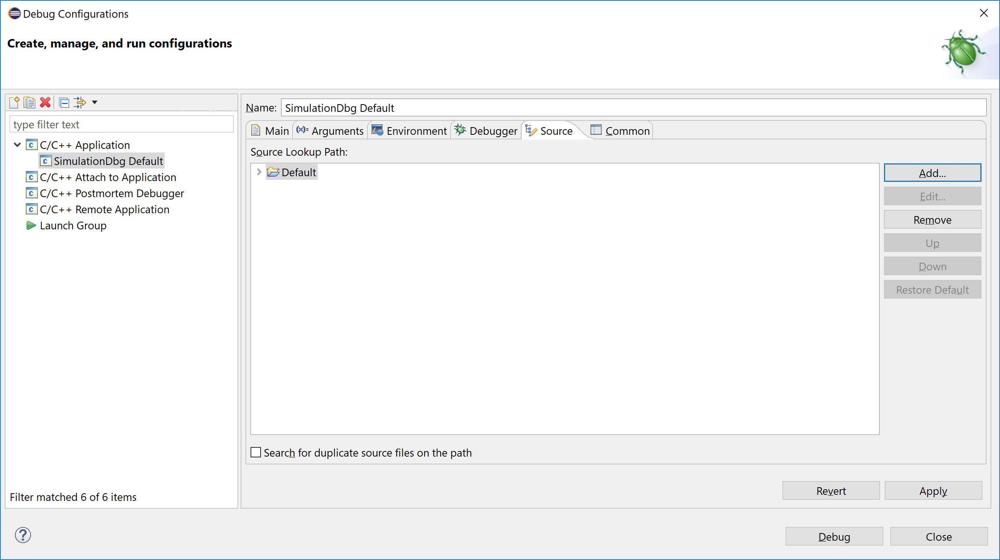 Debug Configurations
Create, manage, and run configurations
type filter text
C/C++ Application
SimulationDbg Default
C/C++ Attach to Application
C/C++ Postmortem Debugger
C/C++ Remote Application
Launch Group
Filter matched 6 of 6 items
Name: SimulationDbg Default
Main (x)= Arguments Environment Debugger Source Common
Source Lookup Path:
Default
Add...
Edit...
Remove
Up
Down
Restore Default
Search for duplicate source files on the path
Revert Apply
? Debug Close